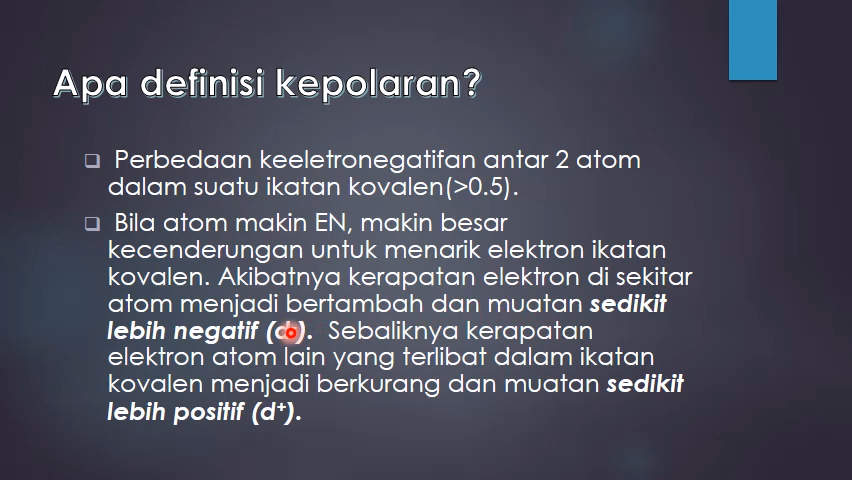 Apa definisi kepolaran?
Perbedaan keeletronegatifan antar 2 atom
dalam suatu ikatan kovalen(>0.5).
Bila atom makin EN, makin besar
kecenderungan untuk menarik elektron ikatan
kovalen. Akibatnya kerapatan elektron di sekitar
atom menjadi bertambah dan muatan sedikit
lebih negatif Sebaliknya kerapatan
elektron atom lain yang terlibat dalam ikatan
kovalen menjadi berkurang dan muatan sedikit
lebih positif (d⁺).